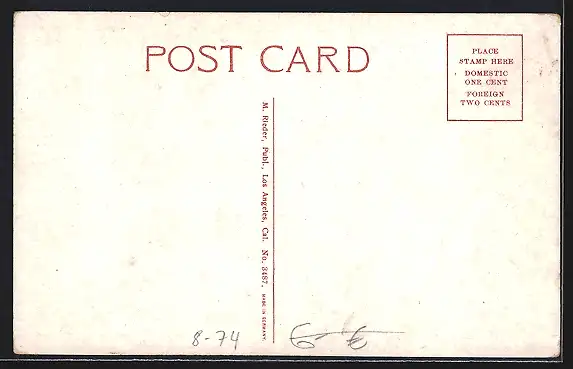 POST CARD
PLACE
STAMP HERE
DOMESTIC
ONE CENT
FOREIGN
TWO CENTS
M. Rieder, Publ., Los Angeles, Cal. No. 3487. MADE IN GERMANY.
8-74
6.- €